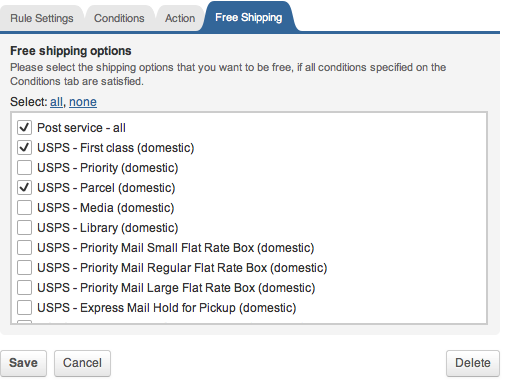 Rule Settings Conditions Action Free Shipping
Free shipping options
Please select the shipping options that you want to be free, if all conditions specified on the
Conditions tab are satisfied.
Select: all, none
Post service - all
USPS - First class (domestic)
USPS - Priority (domestic)
USPS - Parcel (domestic)
USPS - Media (domestic)
USPS - Library (domestic)
USPS - Priority Mail Small Flat Rate Box (domestic)
USPS - Priority Mail Regular Flat Rate Box (domestic)
USPS - Priority Mail Large Flat Rate Box (domestic)
USPS - Express Mail Hold for Pickup (domestic)
Save Cancel Delete